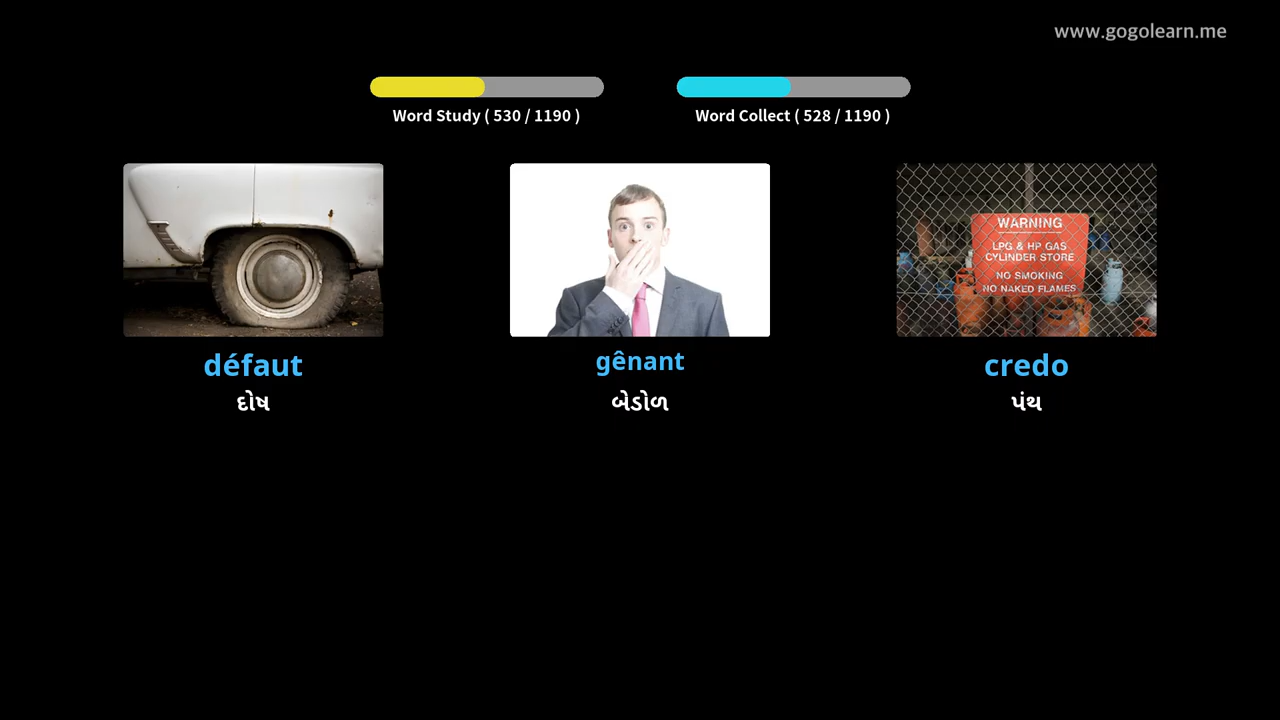 www.gogolearn.me
Word Study ( 530 / 1190 )
Word Collect ( 528 / 1190 )
WARNING
LPG & HP GAS
CYLINDER STORE
NO SMOKING
NO NAKED FLAMES
défaut
gênant
credo
દોષ
બેડોળ
પંથ